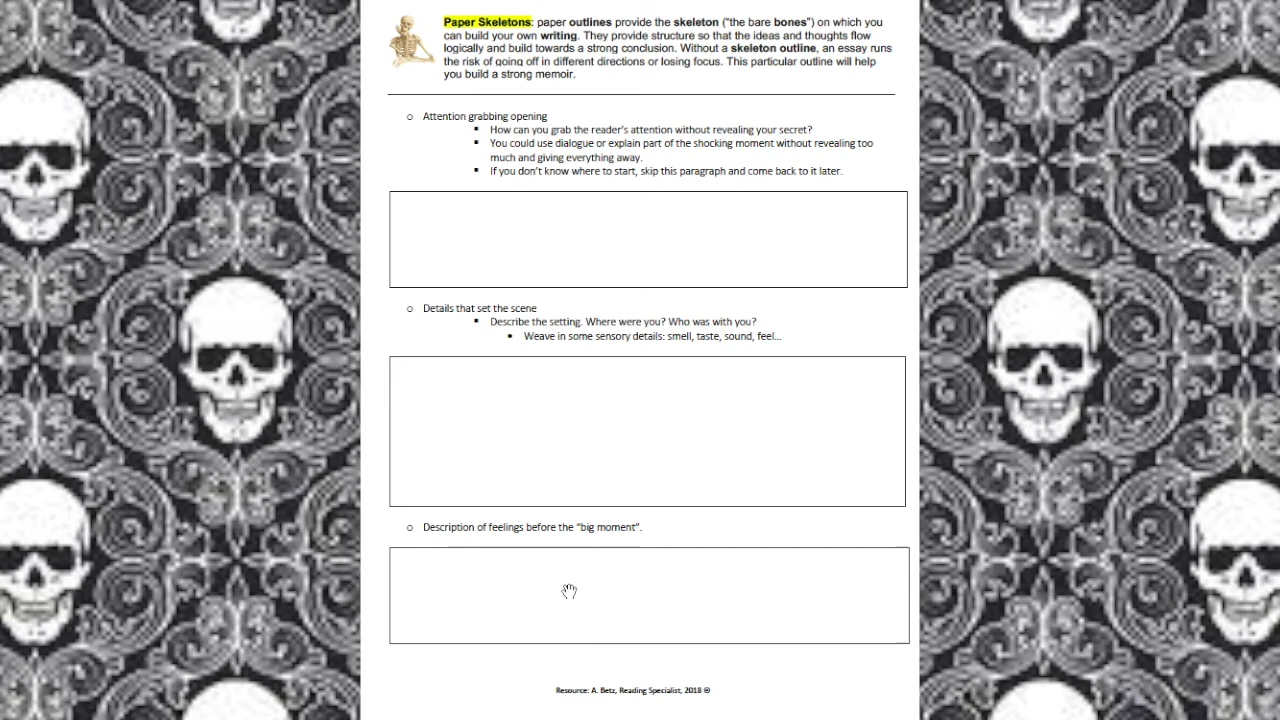 Paper Skeletons: paper outlines provide the skeleton (“the bare bones”) on which you
can build your own writing. They provide structure so that the ideas and thoughts flow
logically and build towards a strong conclusion. Without a skeleton outline, an essay runs
the risk of going off in different directions or losing focus. This particular outline will help
you build a strong memoir.
o Attention grabbing opening
▪ How can you grab the reader’s attention without revealing your secret?
▪ You could use dialogue or explain part of the shocking moment without revealing too
much and giving everything away.
▪ If you don’t know where to start, skip this paragraph and come back to it later.
o Details that set the scene
▪ Describe the setting. Where were you? Who was with you?
• Weave in some sensory details: smell, taste, sound, feel…
o Description of feelings before the “big moment”.
Resource: A. Betz, Reading Specialist, 2018 ©